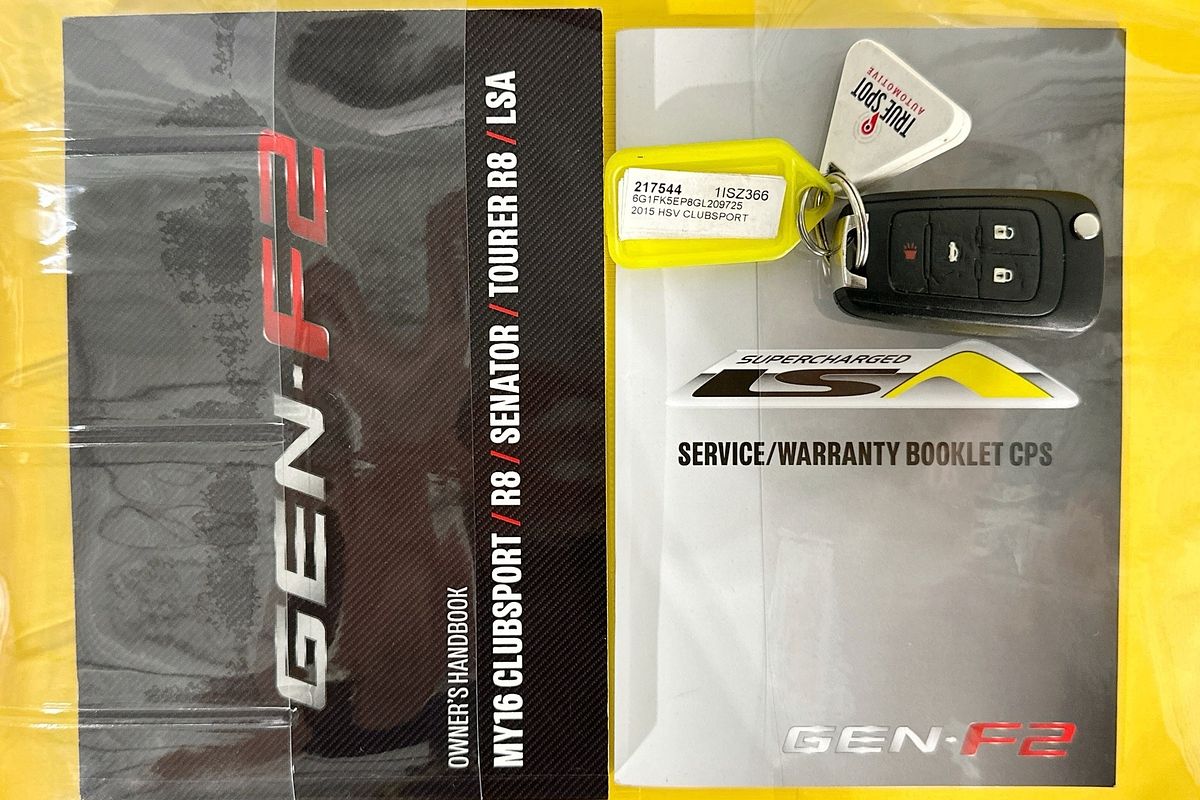 GEN-F2
OWNER'S HANDBOOK
MY16 CLUBSPORT / R8 / SENATOR / TOURER R8 / LSA
TRUE SPOT
AUTOMOTIVE
217544 1ISZ366
6G1FK5EP8GL209725
2015 HSV CLUBSPORT
SUPERCHARGED
LSA
SERVICE/WARRANTY BOOKLET CPS
GEN-F2